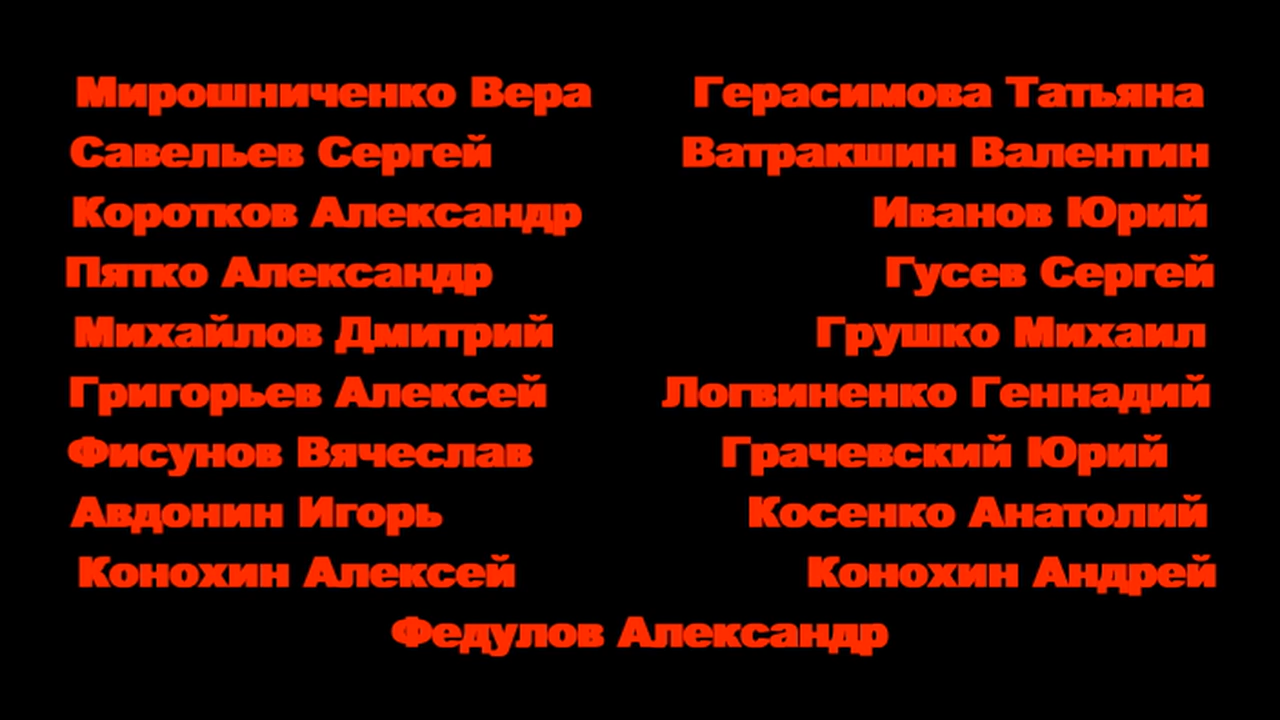 Мирошниченко Вера Герасимова Татьяна
Савельев Сергей Ватракшин Валентин
Коротков Александр Иванов Юрий
Пятко Александр Гусев Сергей
Михайлов Дмитрий Грушко Михаил
Григорьев Алексей Логвиненко Геннадий
Фисунов Вячеслав Грачевский Юрий
Авдонин Игорь Косенко Анатолий
Конохин Алексей Конохин Андрей
Федулов Александр